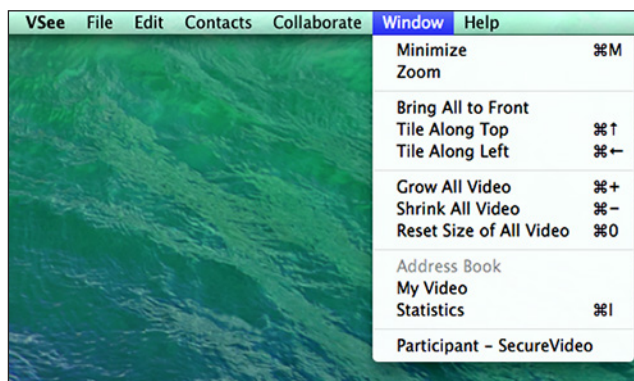 VSee File Edit Contacts Collaborate Window Help
Minimize ⌘M
Zoom
Bring All to Front
Tile Along Top ⌘↑
Tile Along Left ⌘←
Grow All Video ⌘+
Shrink All Video ⌘−
Reset Size of All Video ⌘0
Address Book
My Video
Statistics ⌘I
Participant – SecureVideo